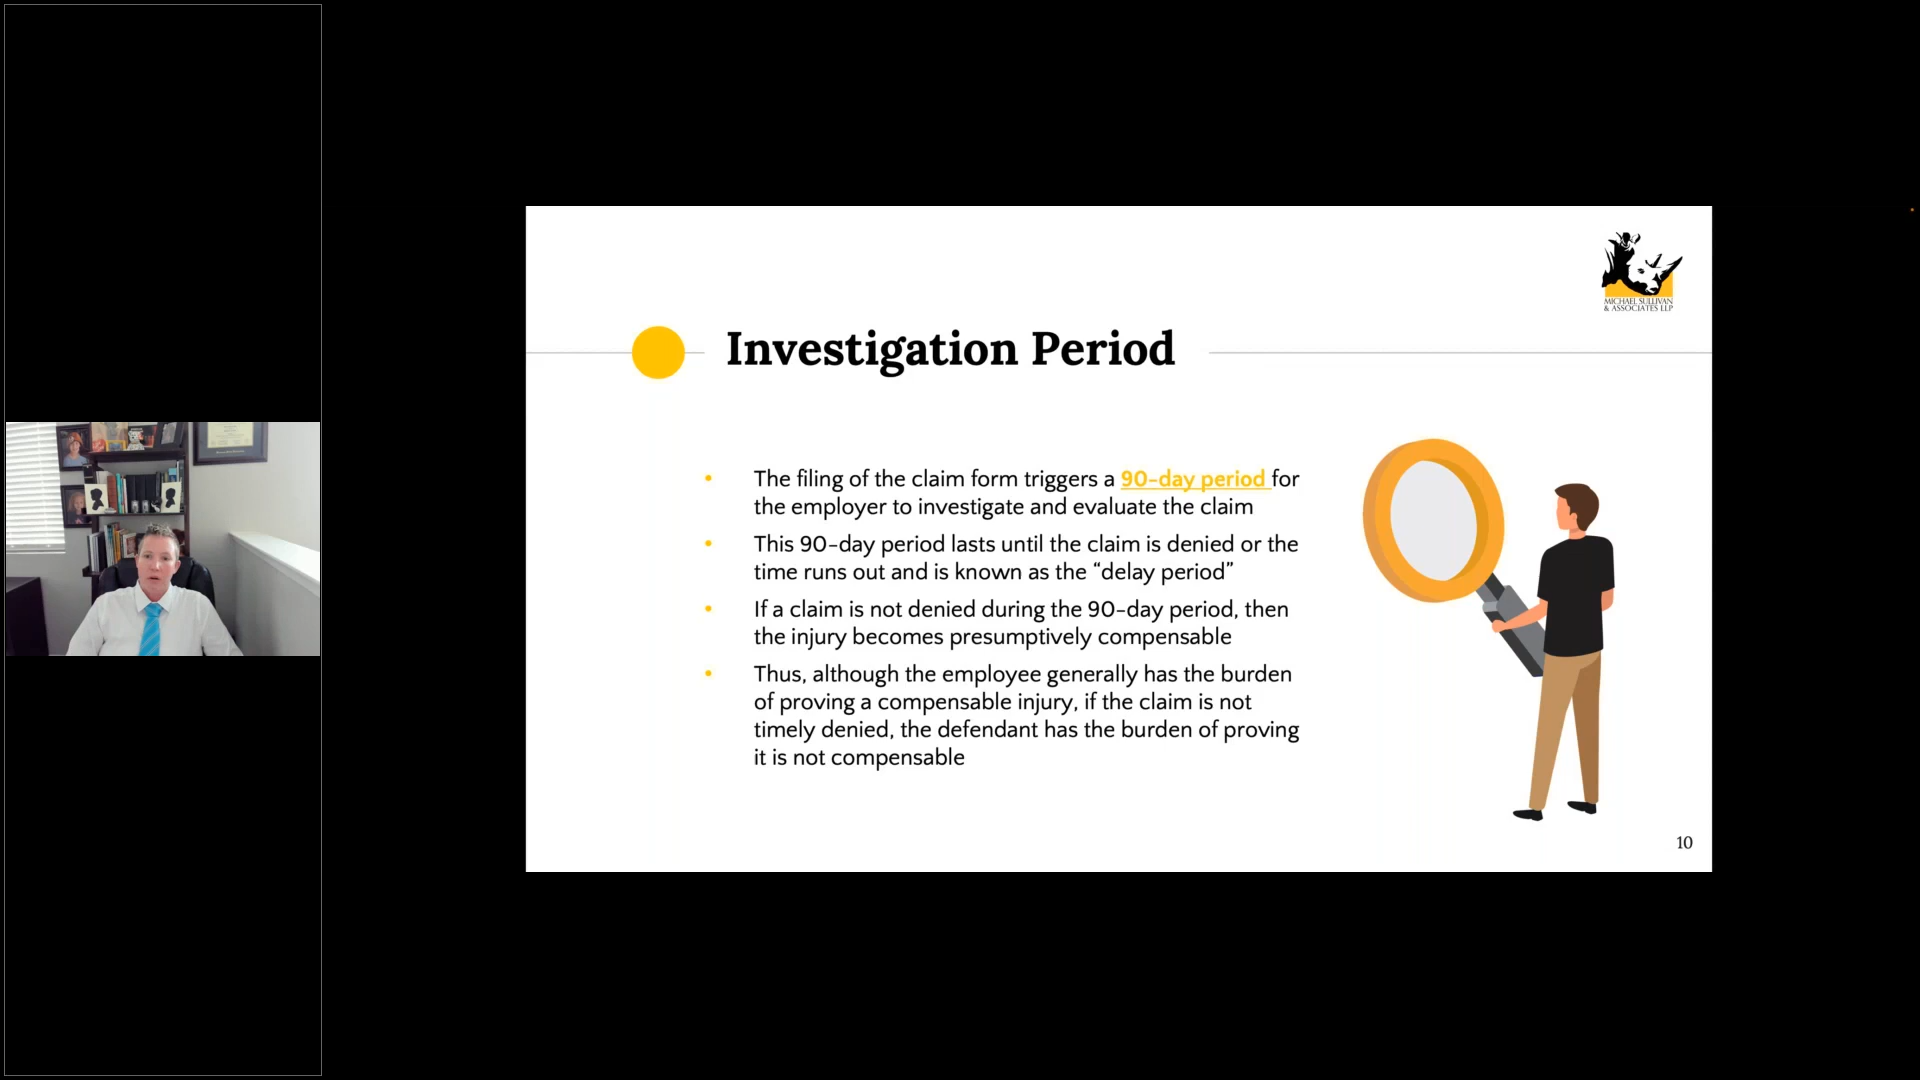 MICHAEL SULLIVAN
& ASSOCIATES LLP
Investigation Period
• The filing of the claim form triggers a 90-day period for
the employer to investigate and evaluate the claim
• This 90-day period lasts until the claim is denied or the
time runs out and is known as the “delay period”
• If a claim is not denied during the 90-day period, then
the injury becomes presumptively compensable
• Thus, although the employee generally has the burden
of proving a compensable injury, if the claim is not
timely denied, the defendant has the burden of proving
it is not compensable
10